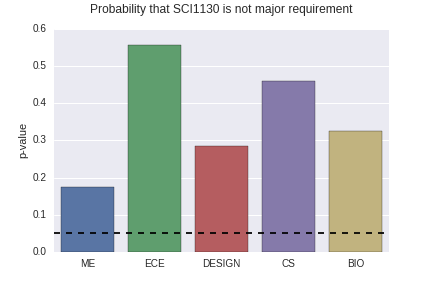 Probability that SCI1130 is not major requirement
0.6
0.5
0.4
0.3
0.2
0.1
0.0
p-value
ME ECE DESIGN CS BIO